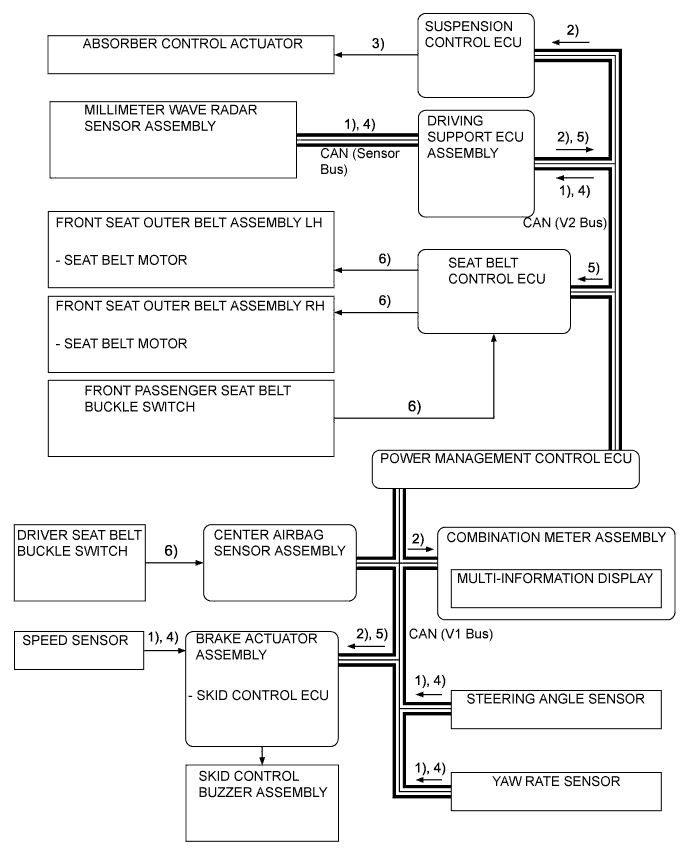 SUSPENSION
CONTROL ECU
2)
ABSORBER CONTROL ACTUATOR
3)
MILLIMETER WAVE RADAR
SENSOR ASSEMBLY
1), 4)
CAN (Sensor
Bus)
DRIVING
SUPPORT ECU
ASSEMBLY
2), 5)
1), 4)
CAN (V2 Bus)
FRONT SEAT OUTER BELT ASSEMBLY LH
- SEAT BELT MOTOR
6)
SEAT BELT
CONTROL ECU
5)
FRONT SEAT OUTER BELT ASSEMBLY RH
- SEAT BELT MOTOR
6)
FRONT PASSENGER SEAT BELT
BUCKLE SWITCH
6)
POWER MANAGEMENT CONTROL ECU
DRIVER SEAT BELT
BUCKLE SWITCH
6)
CENTER AIRBAG
SENSOR ASSEMBLY
2)
COMBINATION METER ASSEMBLY
MULTI-INFORMATION DISPLAY
SPEED SENSOR
1), 4)
BRAKE ACTUATOR
ASSEMBLY
- SKID CONTROL ECU
2), 5)
CAN (V1 Bus)
1), 4)
STEERING ANGLE SENSOR
SKID CONTROL
BUZZER ASSEMBLY
1), 4)
YAW RATE SENSOR